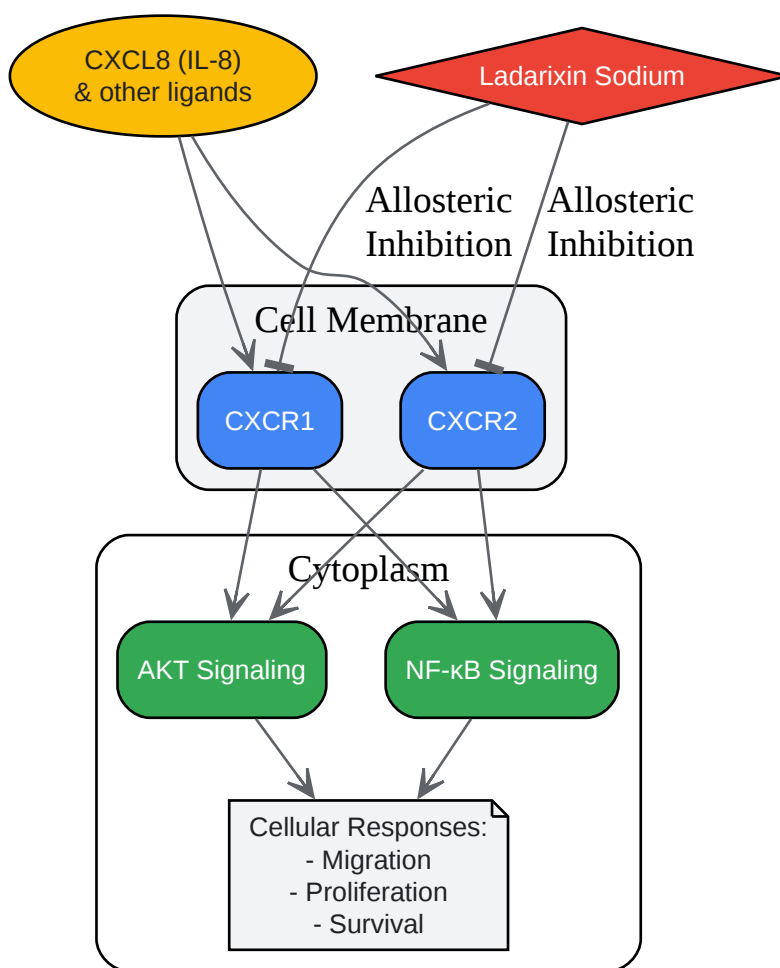 CXCL8 (IL-8)
& other ligands
Ladarixin Sodium
Allosteric
Inhibition
Allosteric
Inhibition
Cell Membrane
CXCR1
CXCR2
Cytoplasm
AKT Signaling
NF-κB Signaling
Cellular Responses:
- Migration
- Proliferation
- Survival